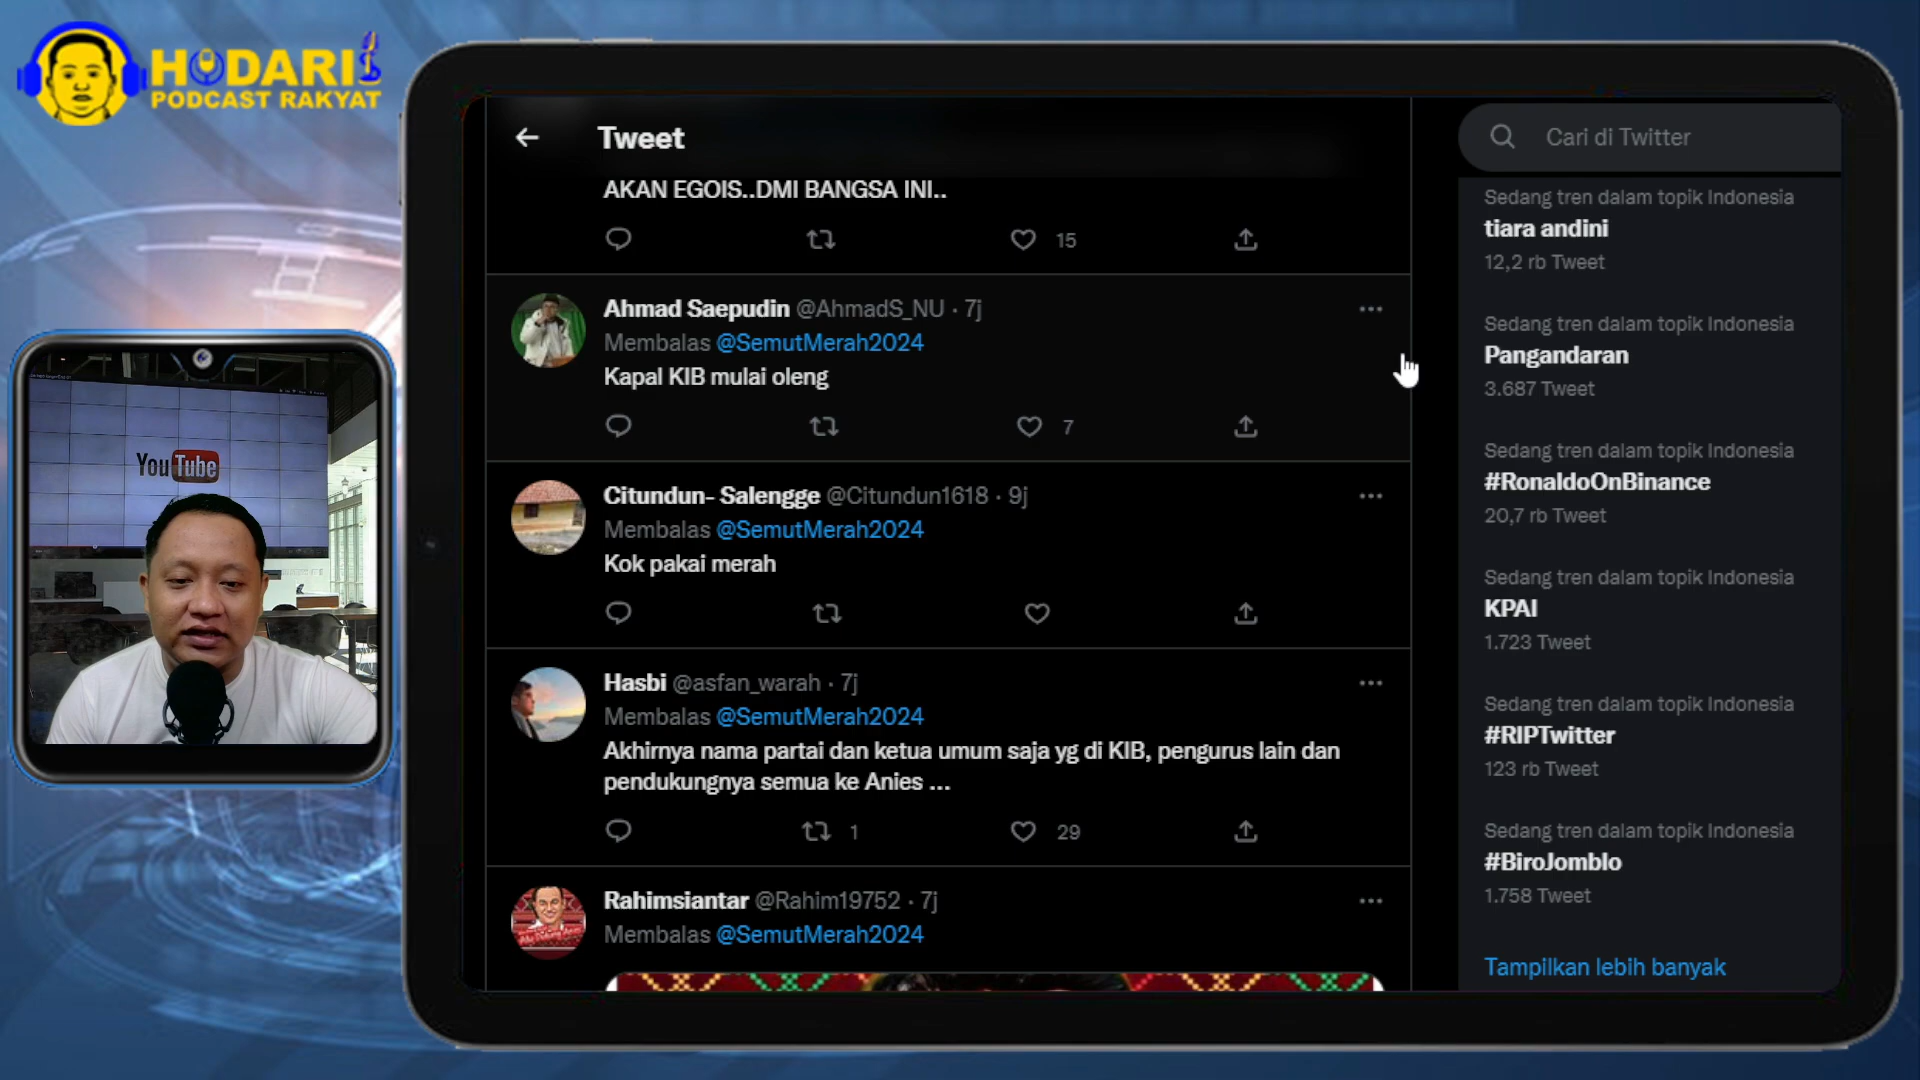 HODARI
PODCAST RAKYAT
YouTube
Tweet
AKAN EGOIS..DMI BANGSA INI..
15
Ahmad Saepudin @AhmadS_NU · 7j
Membalas @SemutMerah2024
Kapal KIB mulai oleng
7
Citundun- Salengge @Citundun1618 · 9j
Membalas @SemutMerah2024
Kok pakai merah
Hasbi @asfan_warah · 7j
Membalas @SemutMerah2024
Akhirnya nama partai dan ketua umum saja yg di KIB, pengurus lain dan
pendukungnya semua ke Anies ...
1
29
Rahimsiantar @Rahim19752 · 7j
Membalas @SemutMerah2024
Cari di Twitter
Sedang tren dalam topik Indonesia
tiara andini
12,2 rb Tweet
Sedang tren dalam topik Indonesia
Pangandaran
3.687 Tweet
Sedang tren dalam topik Indonesia
#RonaldoOnBinance
20,7 rb Tweet
Sedang tren dalam topik Indonesia
KPAI
1.723 Tweet
Sedang tren dalam topik Indonesia
#RIPTwitter
123 rb Tweet
Sedang tren dalam topik Indonesia
#BiroJomblo
1.758 Tweet
Tampilkan lebih banyak